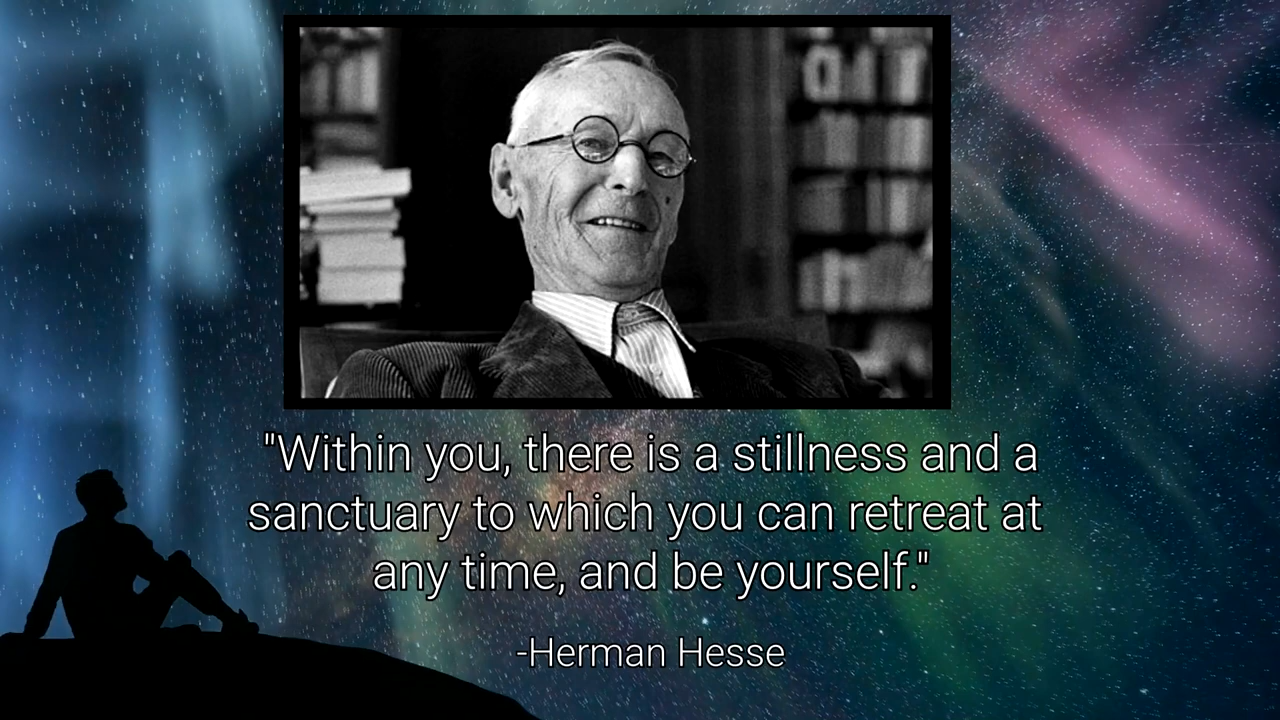 "Within you, there is a stillness and a
sanctuary to which you can retreat at
any time, and be yourself."
-Herman Hesse